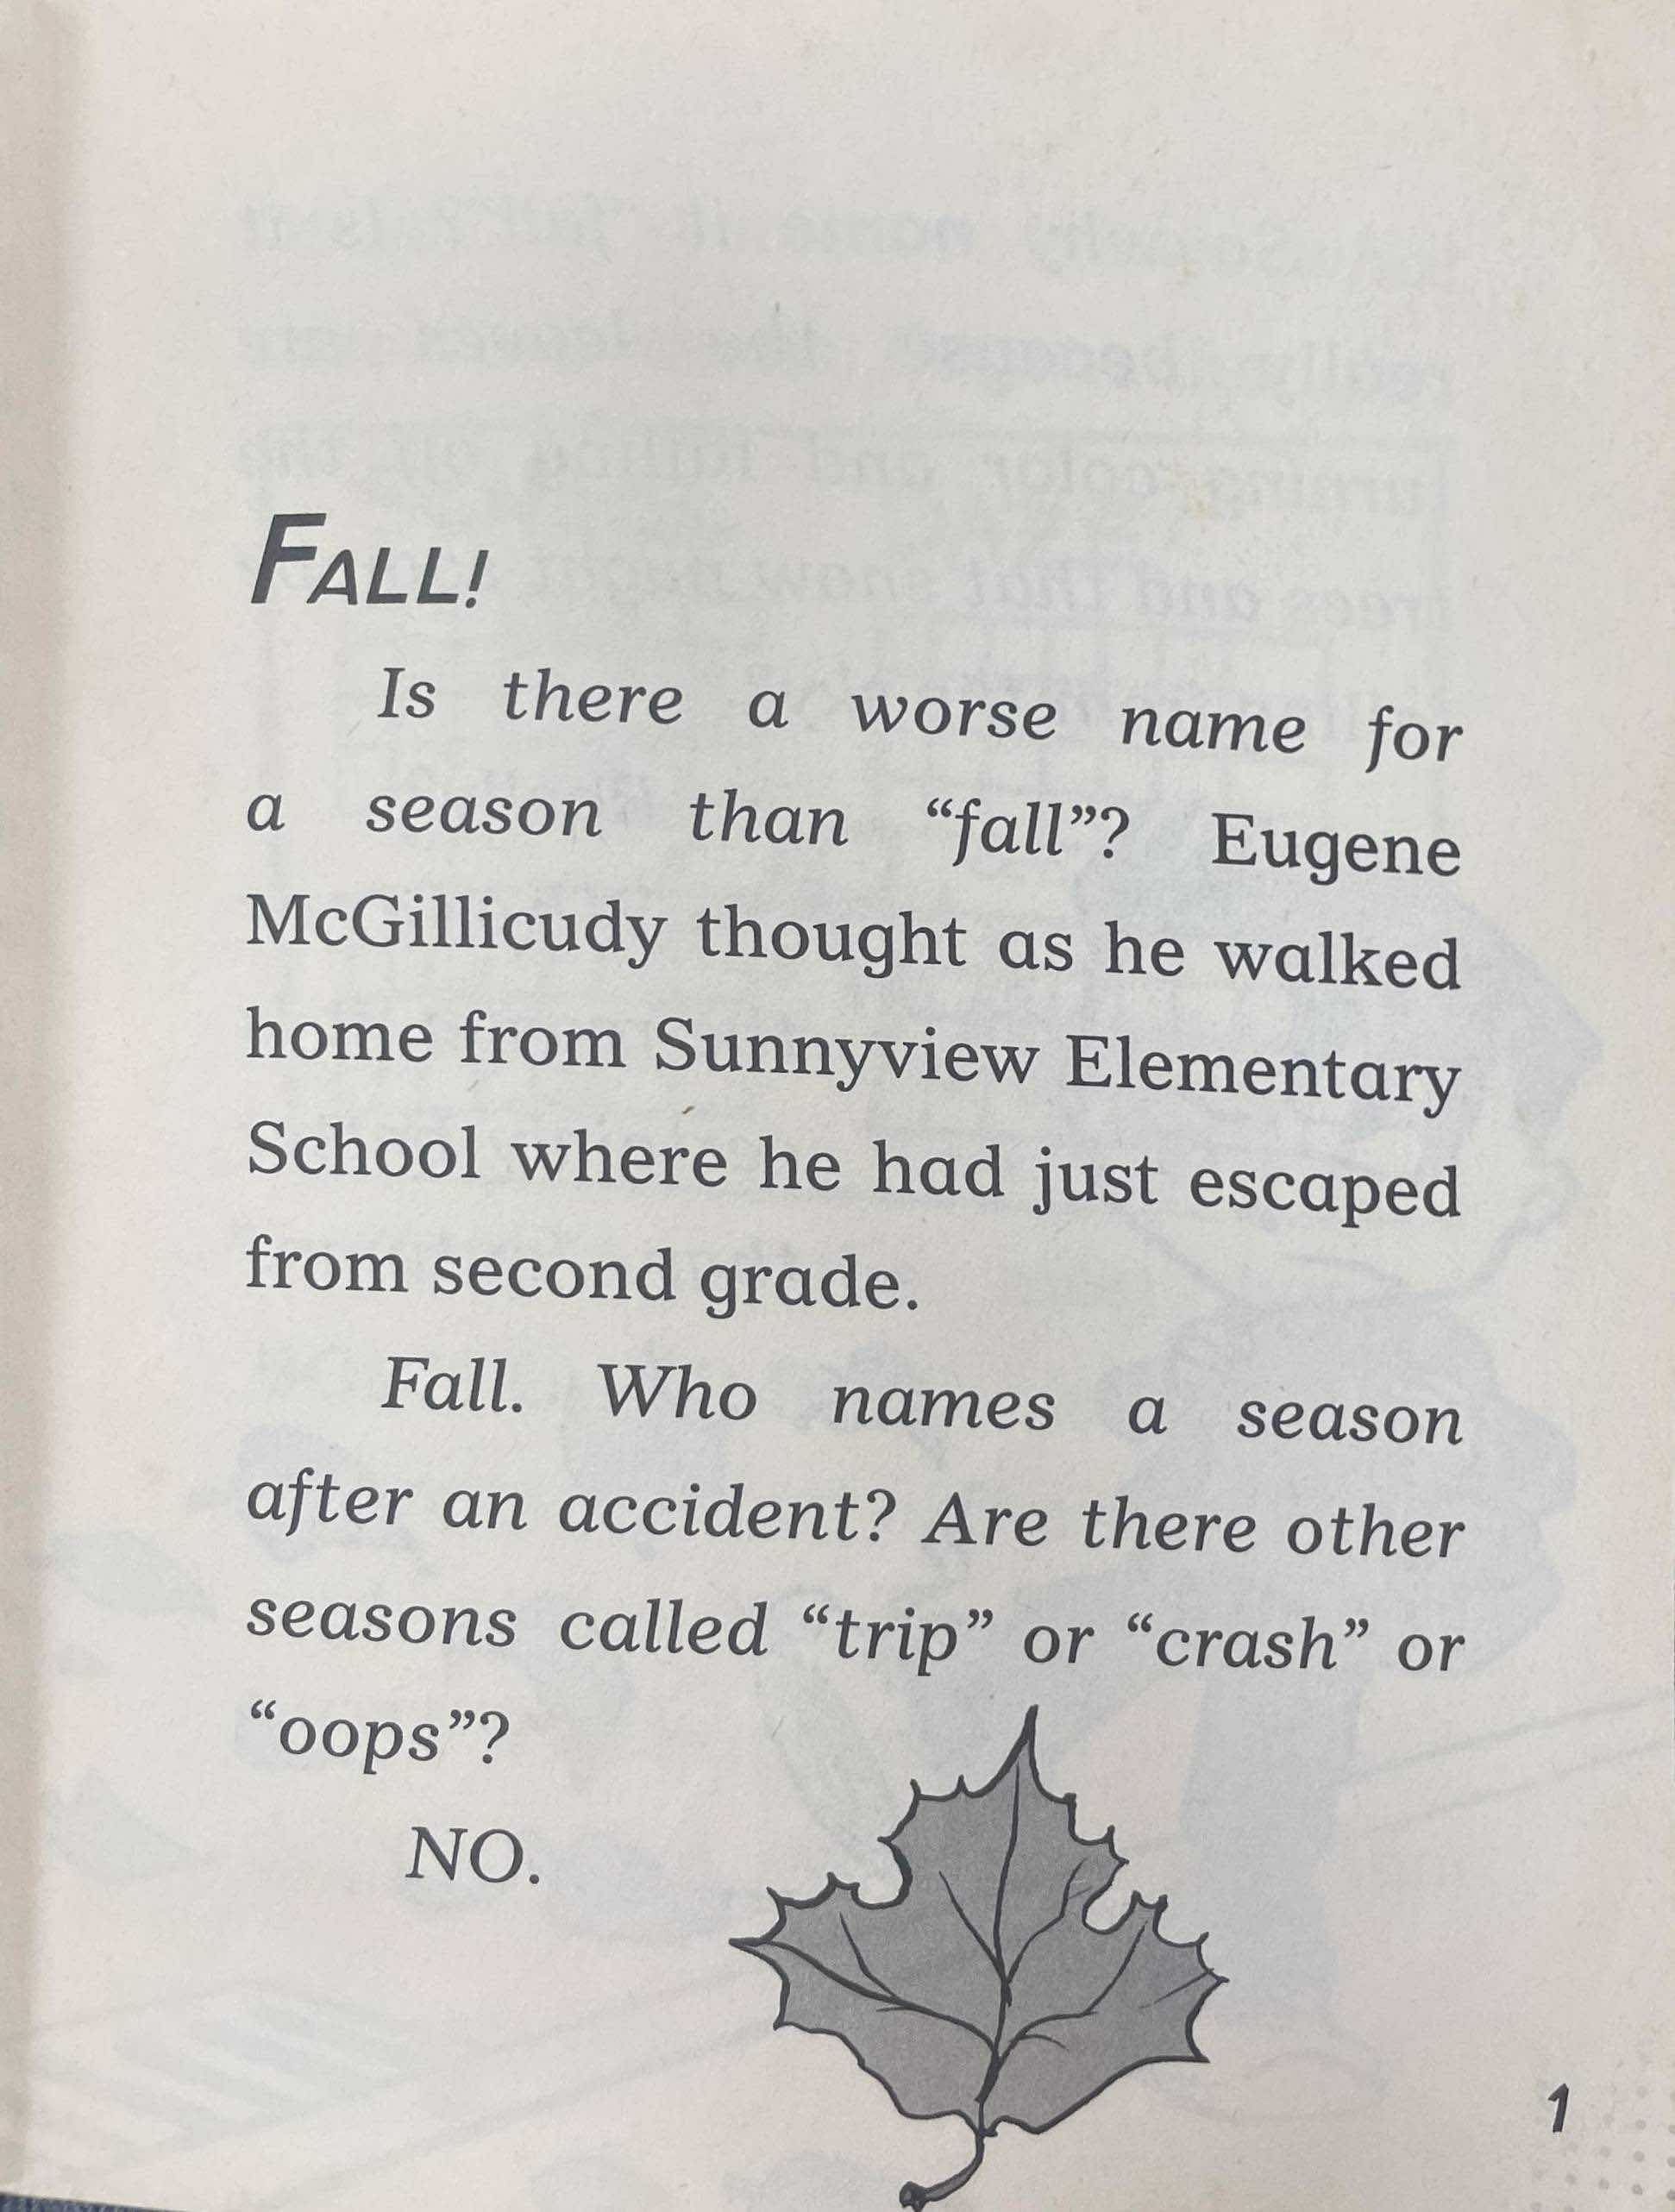 FALL!
Is there a worse name for
a season than “fall”? Eugene
McGillicudy thought as he walked
home from Sunnyview Elementary
School where he had just escaped
from second grade.
Fall. Who names a season
after an accident? Are there other
seasons called “trip” or “crash” or
“oops”?
NO.
1